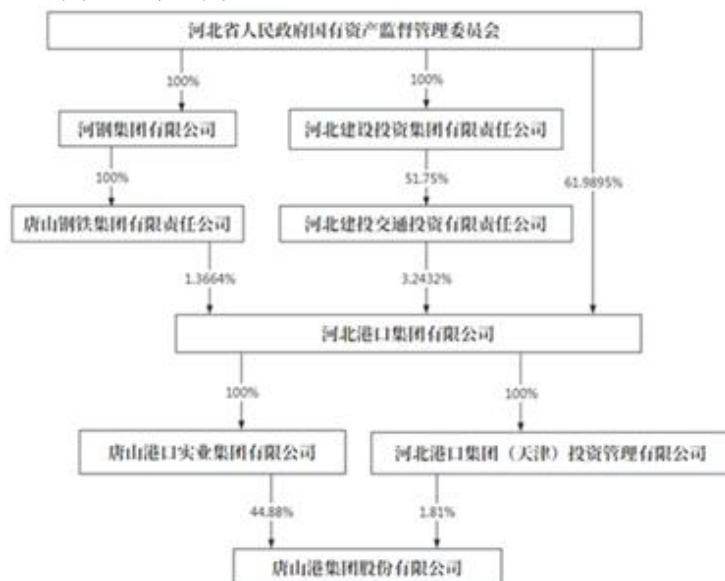 河北省人民政府国有资产监督管理委员会
100%
100%
河钢集团有限公司
河北建设投资集团有限责任公司
100%
51.75%
61.9895%
唐山钢铁集团有限责任公司
河北建投交通投资有限责任公司
1.3664%
3.2432%
河北港口集团有限公司
100%
100%
唐山港口实业集团有限公司
河北港口集团（天津）投资管理有限公司
44.88%
1.81%
唐山港集团股份有限公司